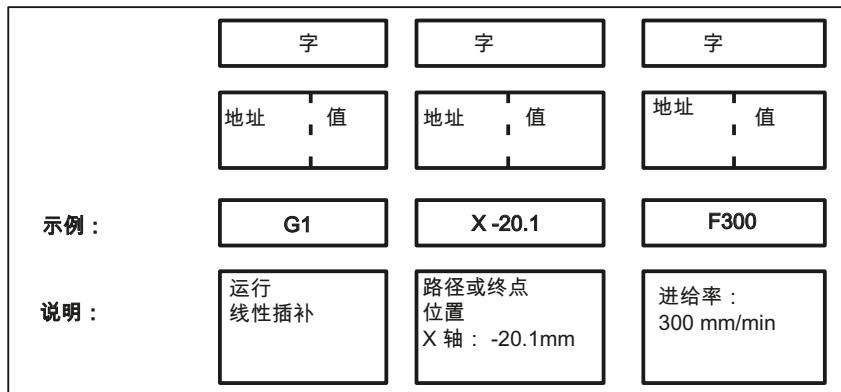 字 字 字
地址 值 地址 值 地址 值
示例： G1 X -20.1 F300
说明：
运行
线性插补
路径或终点
位置
X 轴： -20.1mm
进给率：
300 mm/min